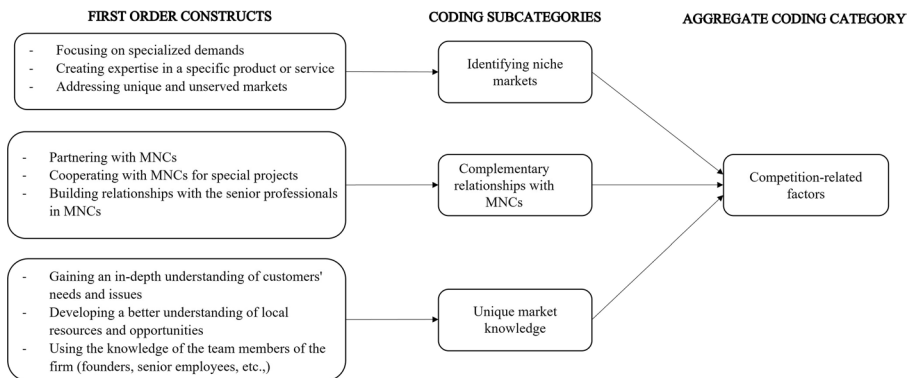 FIRST ORDER CONSTRUCTS
CODING SUBCATEGORIES
AGGREGATE CODING CATEGORY
- Focusing on specialized demands
- Creating expertise in a specific product or service
- Addressing unique and unserved markets
Identifying niche
markets
- Partnering with MNCs
- Cooperating with MNCs for special projects
- Building relationships with the senior professionals
in MNCs
Complementary
relationships with
MNCs
Competition-related
factors
- Gaining an in-depth understanding of customers'
needs and issues
- Developing a better understanding of local
resources and opportunities
- Using the knowledge of the team members of the
firm (founders, senior employees, etc.,)
Unique market
knowledge